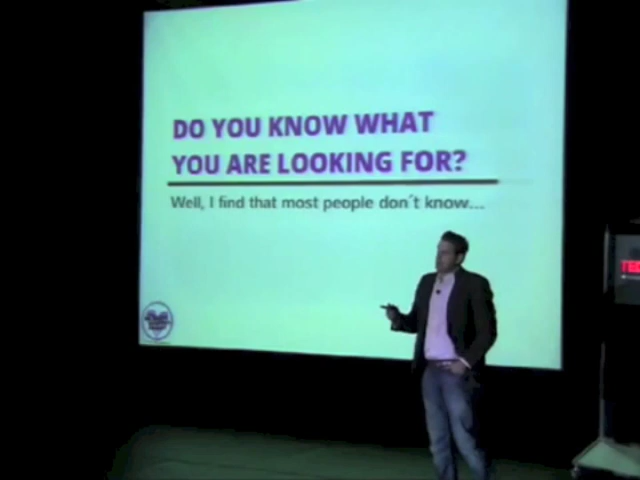 DO YOU KNOW WHAT
YOU ARE LOOKING FOR?
Well, I find that most people don´t know...